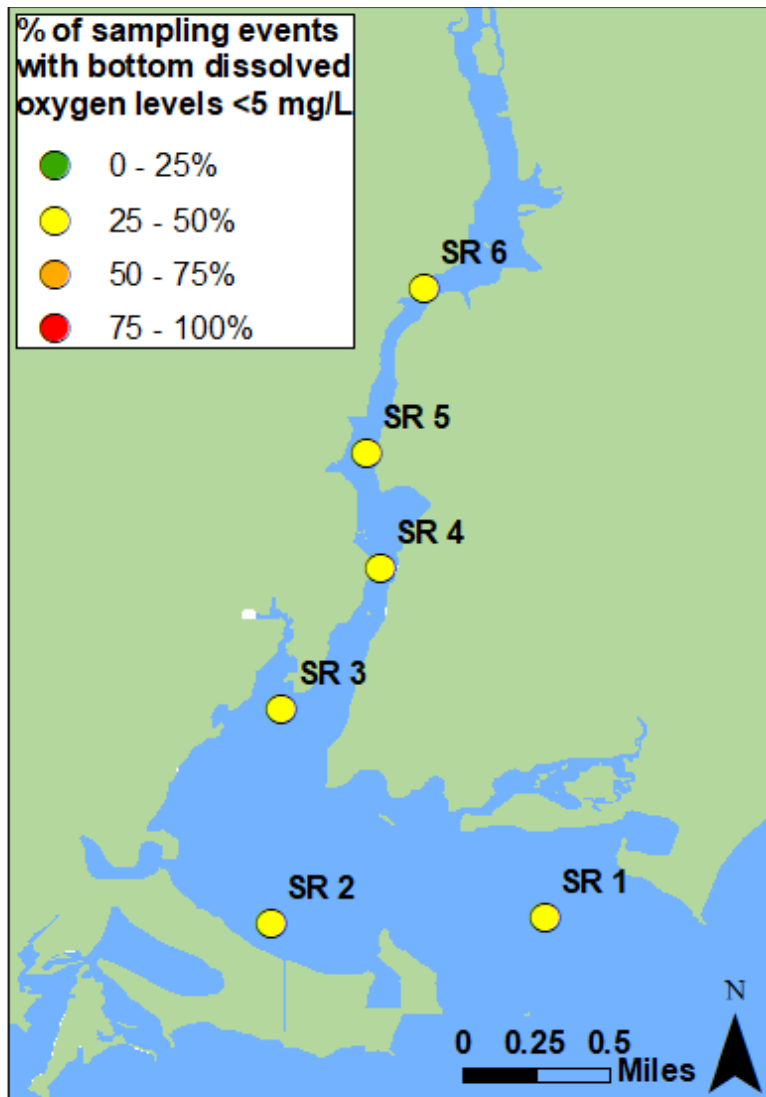 % of sampling events
with bottom dissolved
oxygen levels <5 mg/L
0 - 25%
25 - 50%
50 - 75%
75 - 100%
SR 6
SR 5
SR 4
SR 3
SR 2
SR 1
N
0 0.25 0.5
Miles